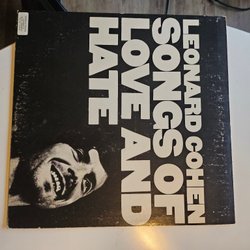 LEONARD COHEN
SONGS OF
LOVE AND
HATE